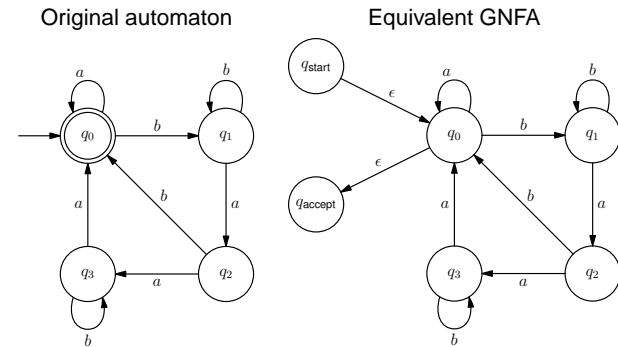 Original automaton
Equivalent GNFA
a
b
q0
b
q1
a
b
a
q3
a
q2
b
qstart
ϵ
a
b
q0
b
q1
ϵ
qaccept
a
b
a
q3
a
q2
b